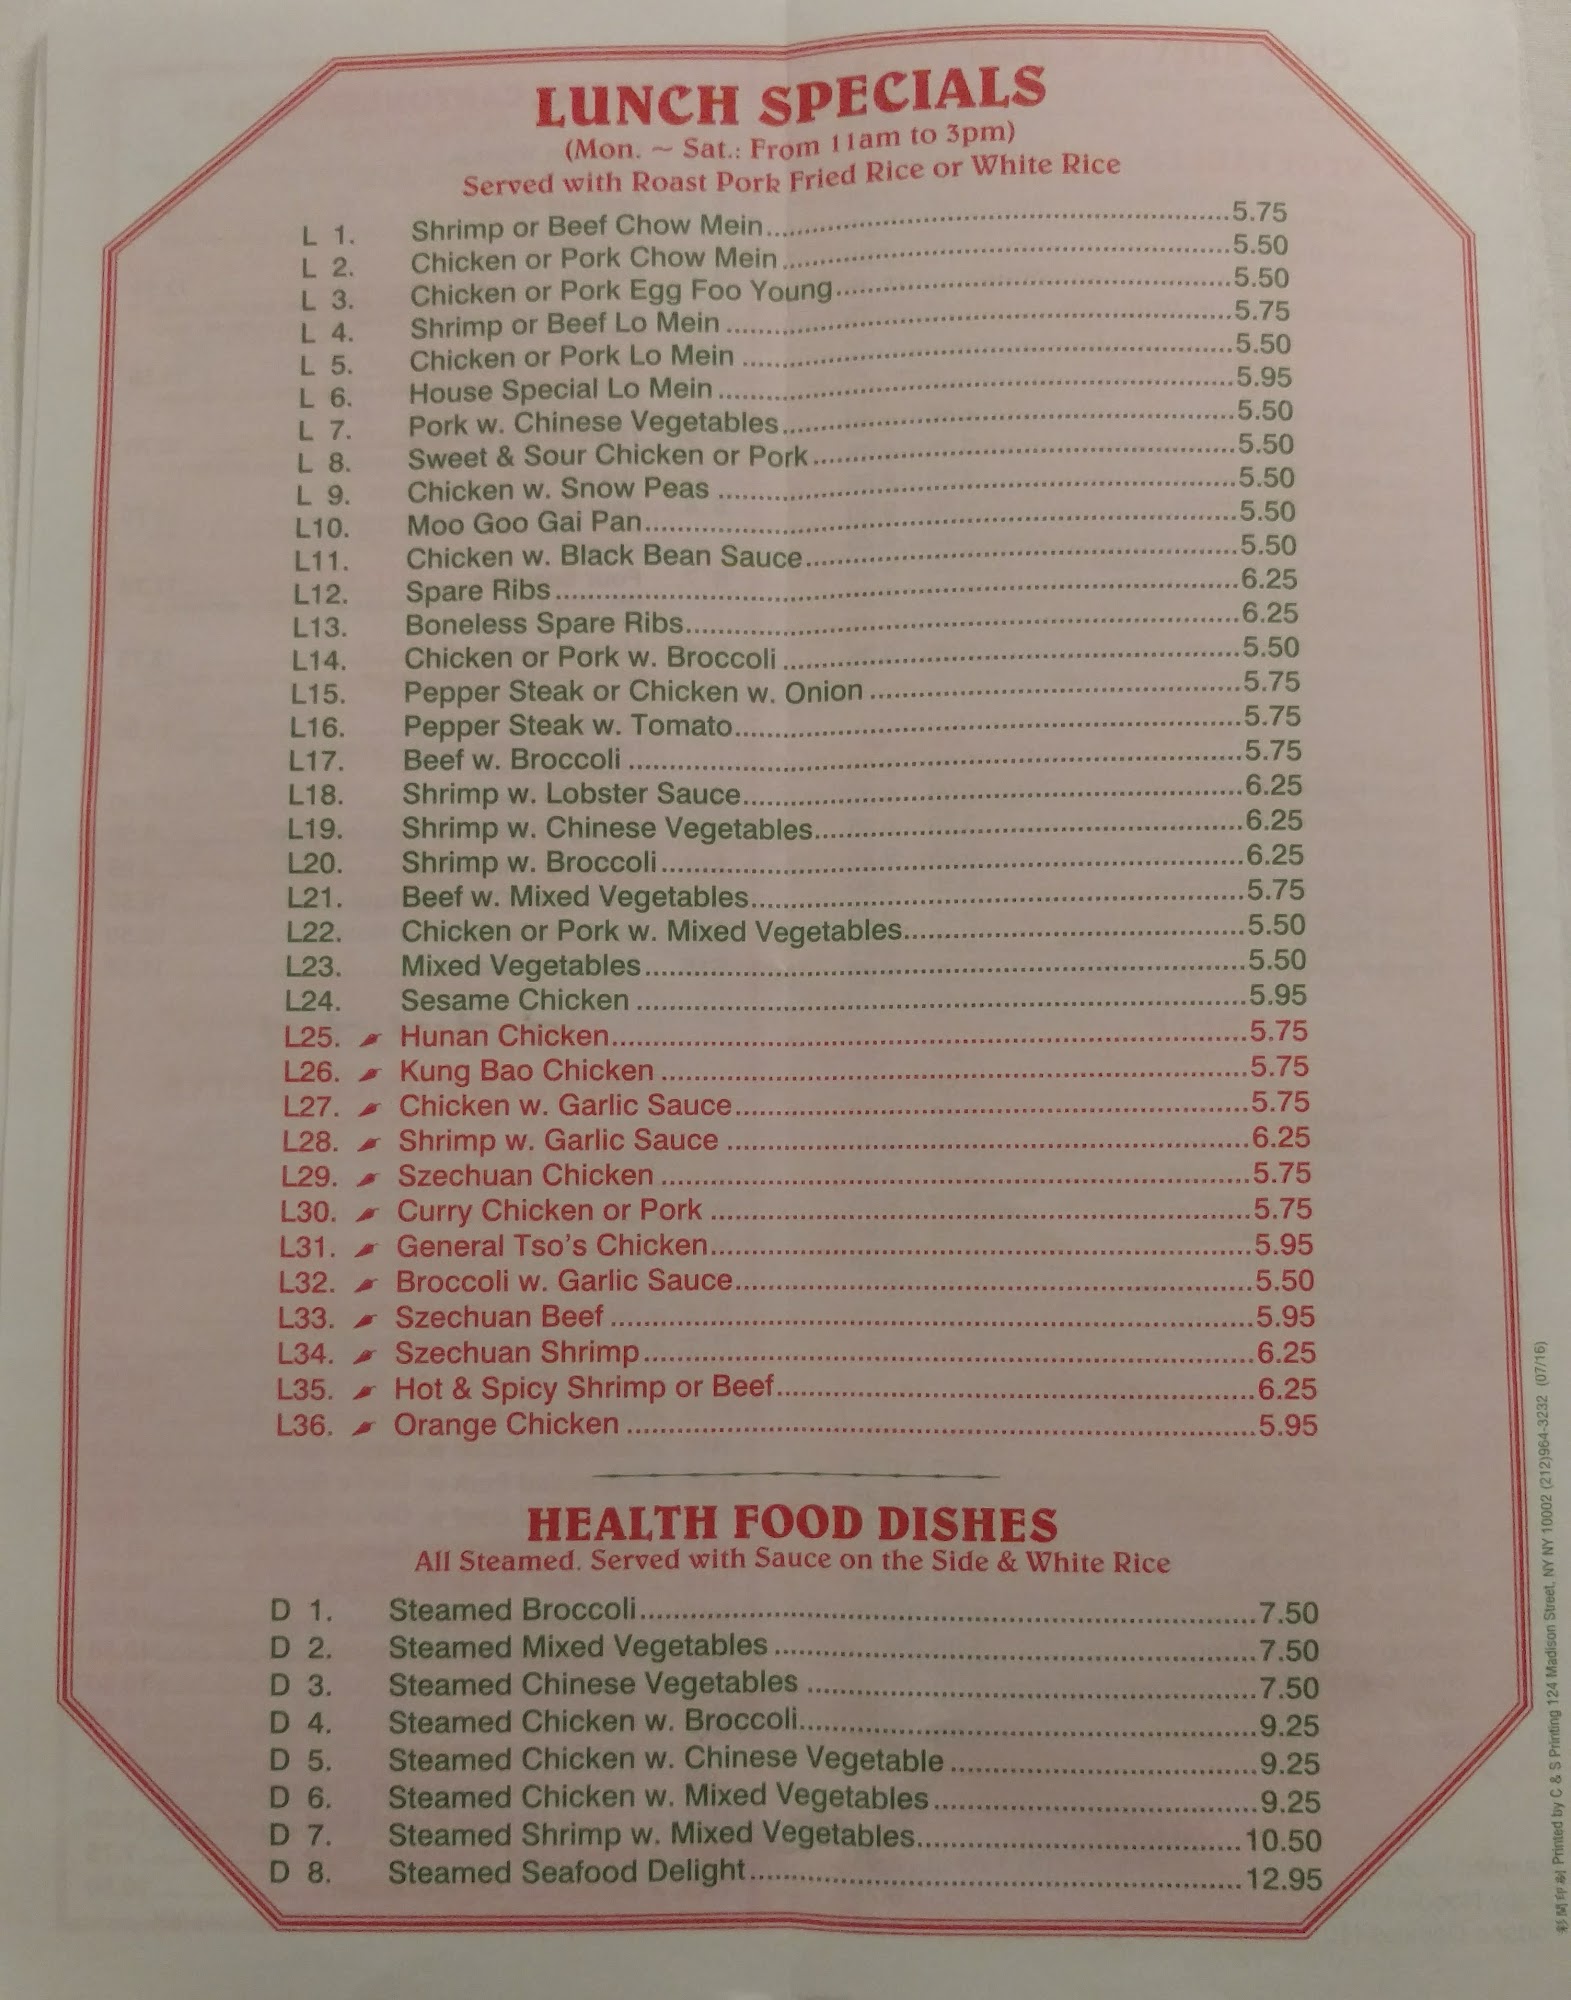 LUNCH SPECIALS
(Mon. ~ Sat.: From 11am to 3pm)
Served with Roast Pork Fried Rice or White Rice
L 1. Shrimp or Beef Chow Mein 5.75
L 2. Chicken or Pork Chow Mein 5.50
L 3. Chicken or Pork Egg Foo Young 5.50
L 4. Shrimp or Beef Lo Mein 5.75
L 5. Chicken or Pork Lo Mein 5.50
L 6. House Special Lo Mein 5.95
L 7. Pork w. Chinese Vegetables 5.50
L 8. Sweet & Sour Chicken or Pork 5.50
L 9. Chicken w. Snow Peas 5.50
L10. Moo Goo Gai Pan 5.50
L11. Chicken w. Black Bean Sauce 5.50
L12. Spare Ribs 6.25
L13. Boneless Spare Ribs 6.25
L14. Chicken or Pork w. Broccoli 5.50
L15. Pepper Steak or Chicken w. Onion 5.75
L16. Pepper Steak w. Tomato 5.75
L17. Beef w. Broccoli 5.75
L18. Shrimp w. Lobster Sauce 6.25
L19. Shrimp w. Chinese Vegetables 6.25
L20. Shrimp w. Broccoli 6.25
L21. Beef w. Mixed Vegetables 5.75
L22. Chicken or Pork w. Mixed Vegetables 5.50
L23. Mixed Vegetables 5.50
L24. Sesame Chicken 5.95
L25. Hunan Chicken 5.75
L26. Kung Bao Chicken 5.75
L27. Chicken w. Garlic Sauce 5.75
L28. Shrimp w. Garlic Sauce 6.25
L29. Szechuan Chicken 5.75
L30. Curry Chicken or Pork 5.75
L31. General Tso's Chicken 5.95
L32. Broccoli w. Garlic Sauce 5.50
L33. Szechuan Beef 5.95
L34. Szechuan Shrimp 6.25
L35. Hot & Spicy Shrimp or Beef 6.25
L36. Orange Chicken 5.95
HEALTH FOOD DISHES
All Steamed. Served with Sauce on the Side & White Rice
D 1. Steamed Broccoli 7.50
D 2. Steamed Mixed Vegetables 7.50
D 3. Steamed Chinese Vegetables 7.50
D 4. Steamed Chicken w. Broccoli 9.25
D 5. Steamed Chicken w. Chinese Vegetable 9.25
D 6. Steamed Chicken w. Mixed Vegetables 9.25
D 7. Steamed Shrimp w. Mixed Vegetables 10.50
D 8. Steamed Seafood Delight 12.95
Printed by C & S Printing 124 Madison Street, NY NY 10002 (212)964-3232 (07/16)